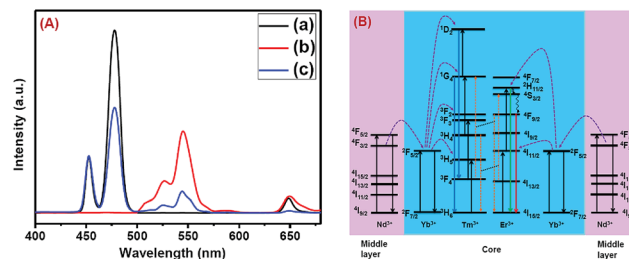 (A)
(a)
(b)
(c)
Intensity (a.u.)
400 450 500 550 600 650
Wavelength (nm)
(B)
¹D₂
¹G₄
³F₂
³F₃
³H₄
³H₅
³F₄
³H₆
⁴F₇/₂
²H₁₁/₂
⁴S₃/₂
⁴F₉/₂
⁴I₉/₂
⁴I₁₁/₂
⁴I₁₃/₂
⁴I₁₅/₂
⁴F₅/₂
⁴F₃/₂
⁴I₁₅/₂
⁴I₁₃/₂
⁴I₁₁/₂
⁴I₉/₂
²F₅/₂
²F₇/₂
²F₅/₂
²F₇/₂
⁴F
⁴F
Nd³⁺ Yb³⁺ Tm³⁺ Er³⁺ Yb³⁺ Nd³⁺
Middle layer
Core
Middle layer